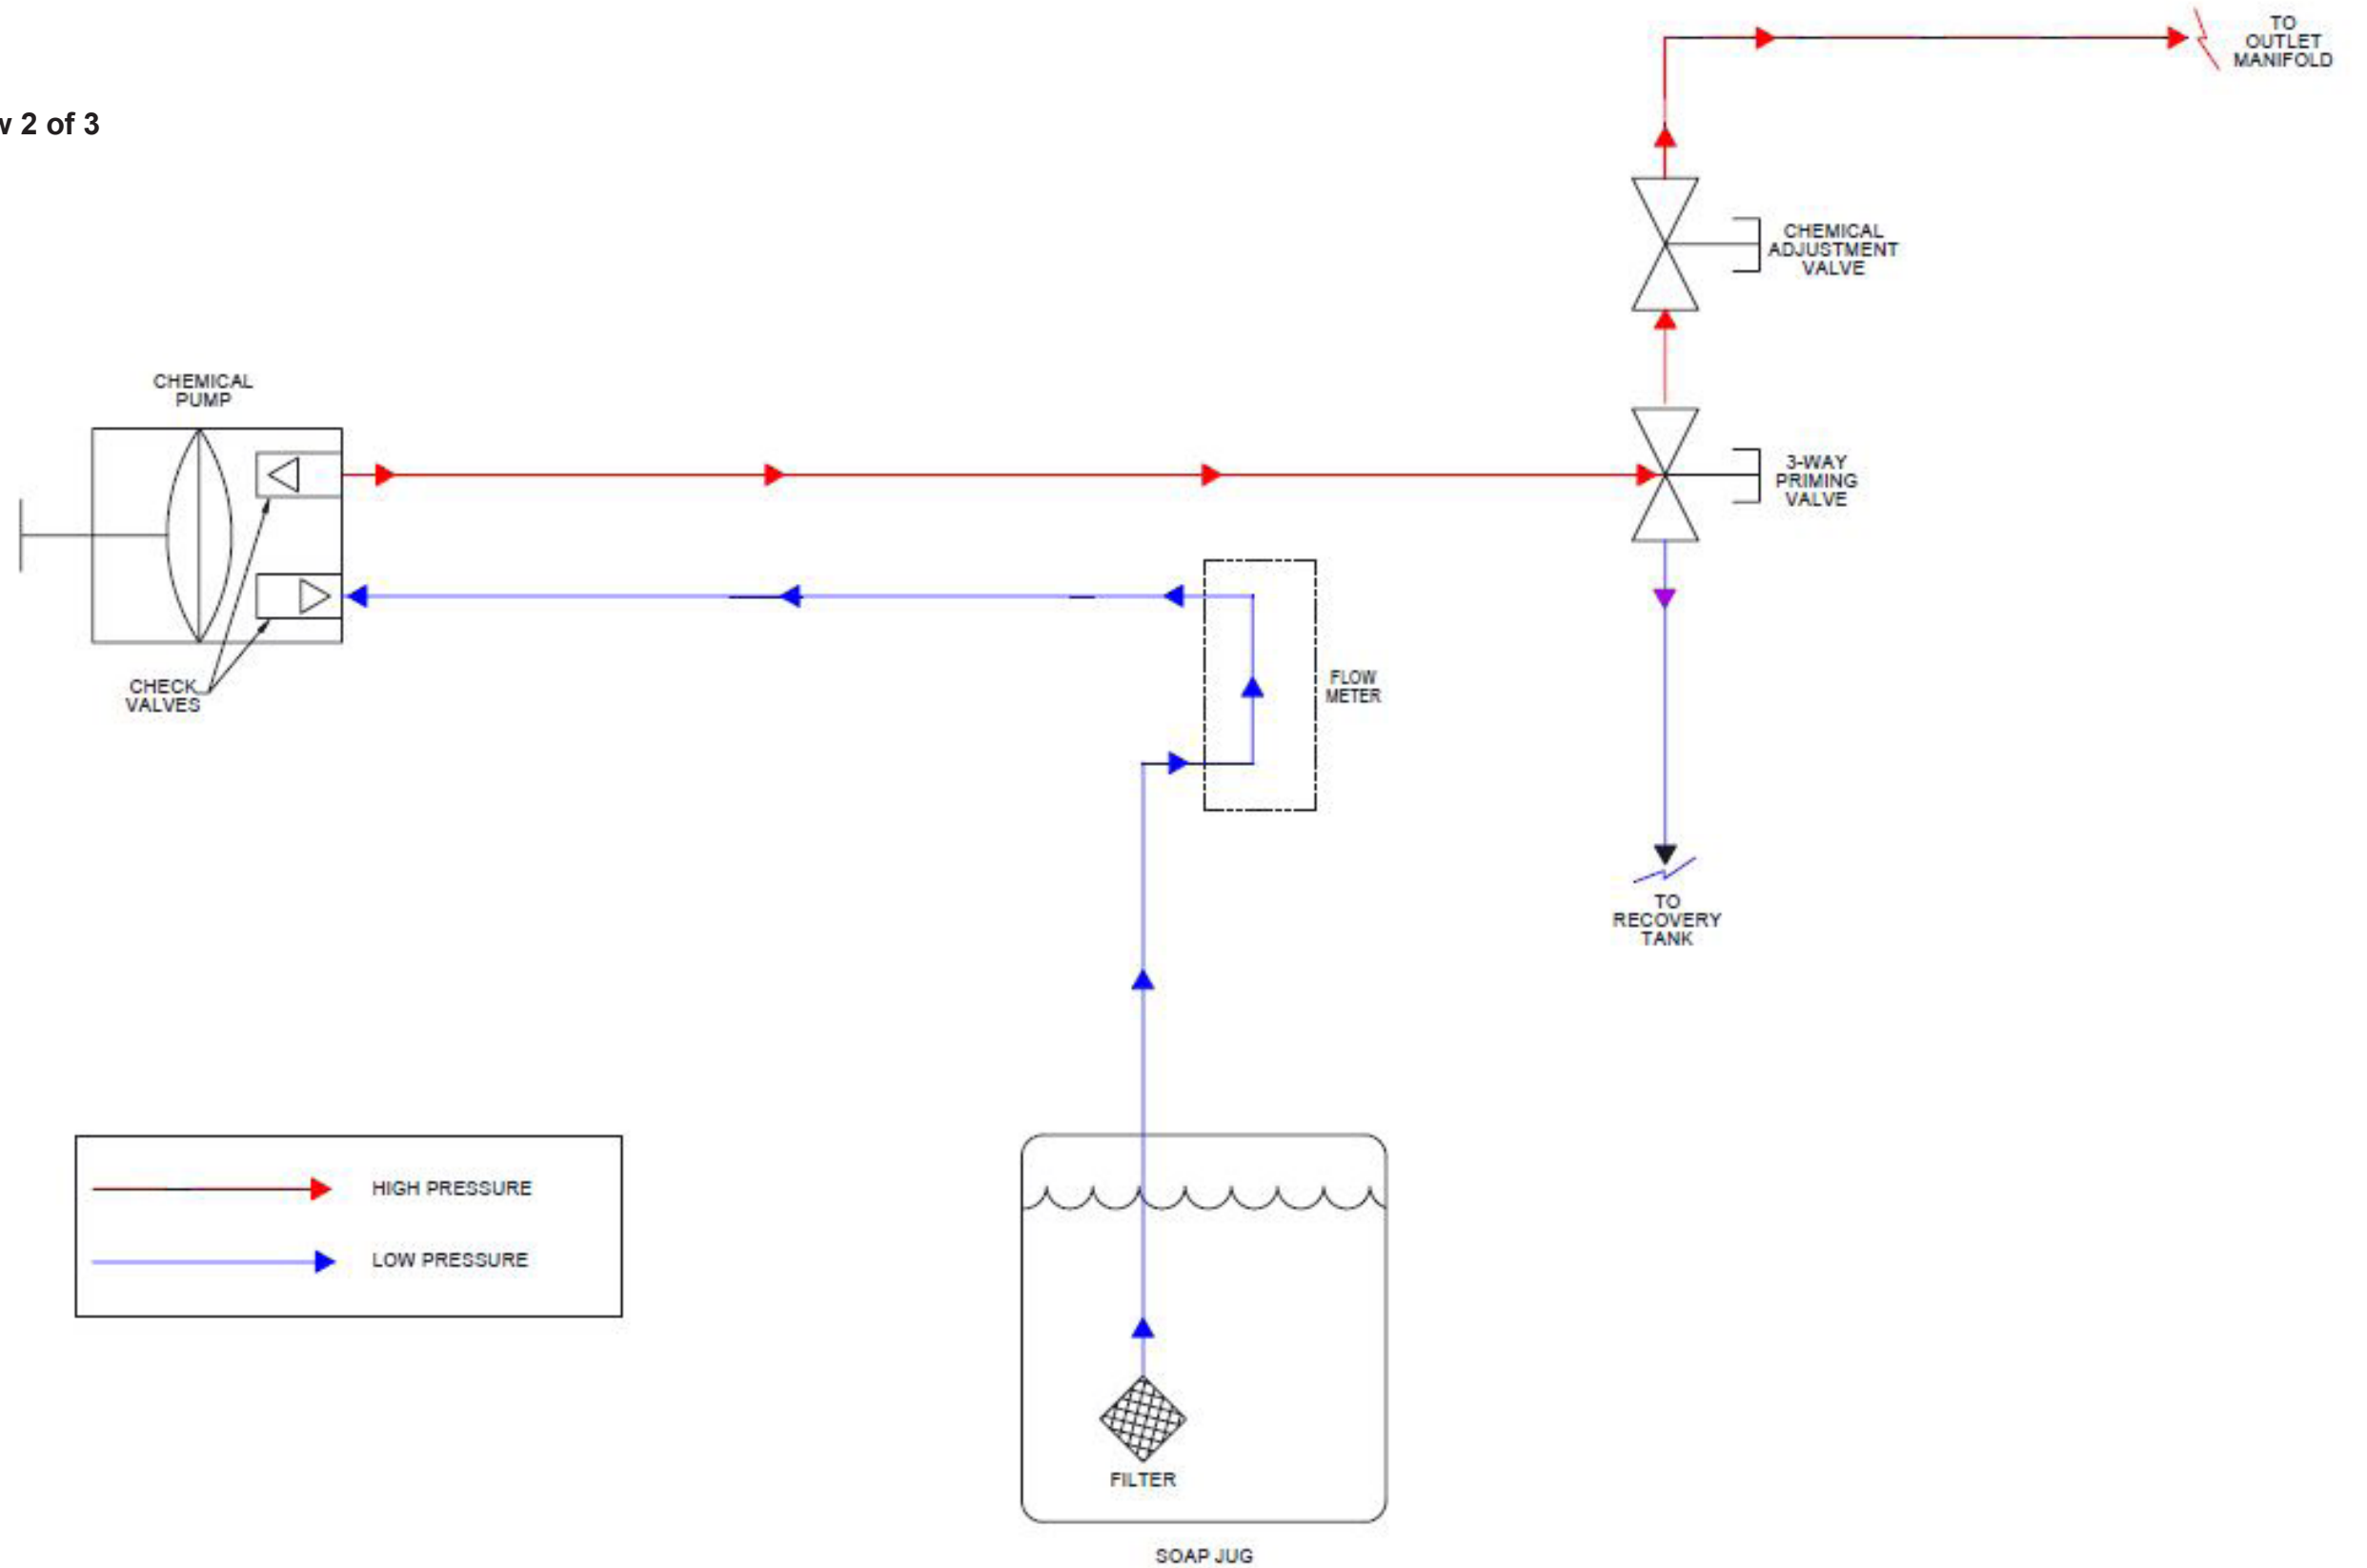 TO
OUTLET
MANIFOLD
2 of 3
CHEMICAL
ADJUSTMENT
VALVE
CHEMICAL
PUMP
3-WAY
PRIMING
VALVE
CHECK
VALVES
FLOW
METER
TO
RECOVERY
TANK
HIGH PRESSURE
LOW PRESSURE
FILTER
SOAP JUG